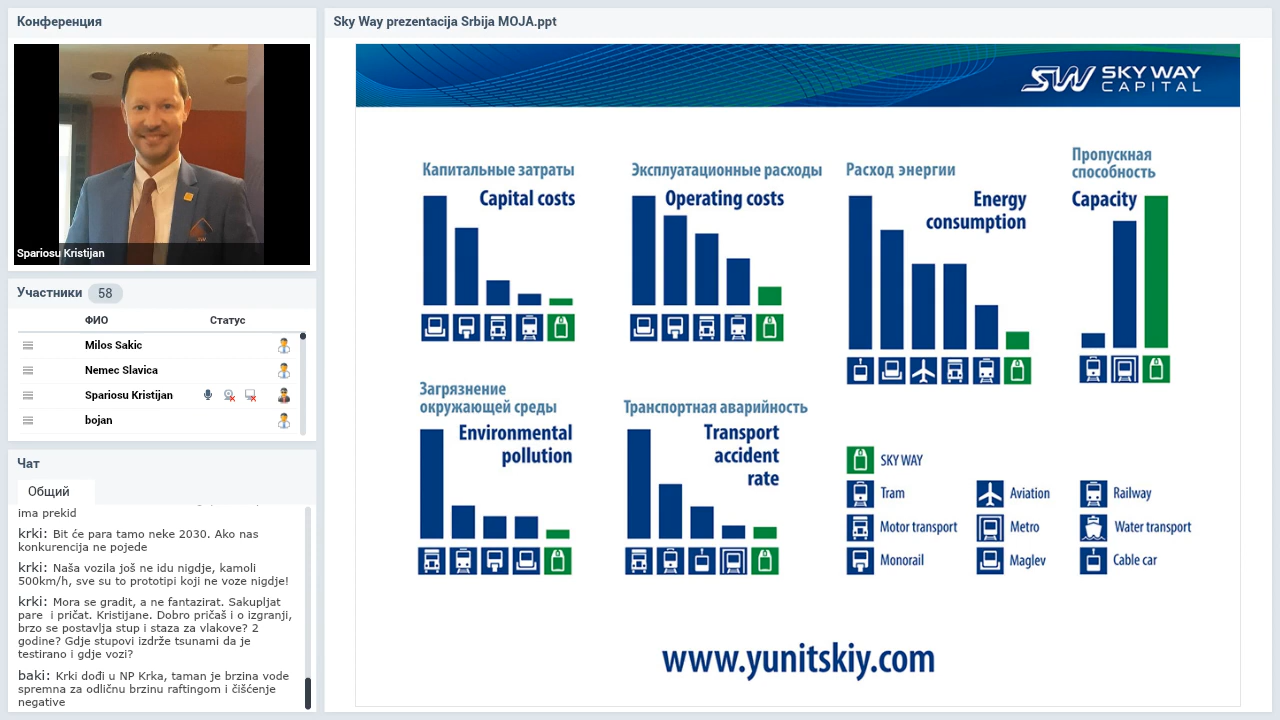 Конференция
Spariosu Kristijan
Участники 58
ФИО Статус
Milos Sakic
Nemec Slavica
Spariosu Kristijan
bojan
Чат
Общий
ima prekid
krki: Bit će para tamo neke 2030. Ako nas
konkurencija ne pojede
krki: Naša vozila još ne idu nigdje, kamoli
500km/h, sve su to prototipi koji ne voze nigdje!
krki: Mora se gradit, a ne fantazirat. Sakupljat
pare i pričat. Kristijane. Dobro pričaš i o izgranji,
brzo se postavlja stup i staza za vlakove? 2
godine? Gdje stupovi izdrže tsunami da je
testirano i gdje vozi?
baki: Krki dođi u NP Krka, taman je brzina vode
spremna za odličnu brzinu raftingom i čišćenje
negative
Sky Way prezentacija Srbija MOJA.ppt
SW SKY WAY
CAPITAL
Капитальные затраты
Capital costs
Эксплуатационные расходы
Operating costs
Расход энергии
Energy
consumption
Пропускная
способность
Capacity
Загрязнение
окружающей среды
Environmental
pollution
Транспортная аварийность
Transport
accident
rate
SKY WAY
Tram
Aviation
Railway
Motor transport
Metro
Water transport
Monorail
Maglev
Cable car
www.yunitskiy.com